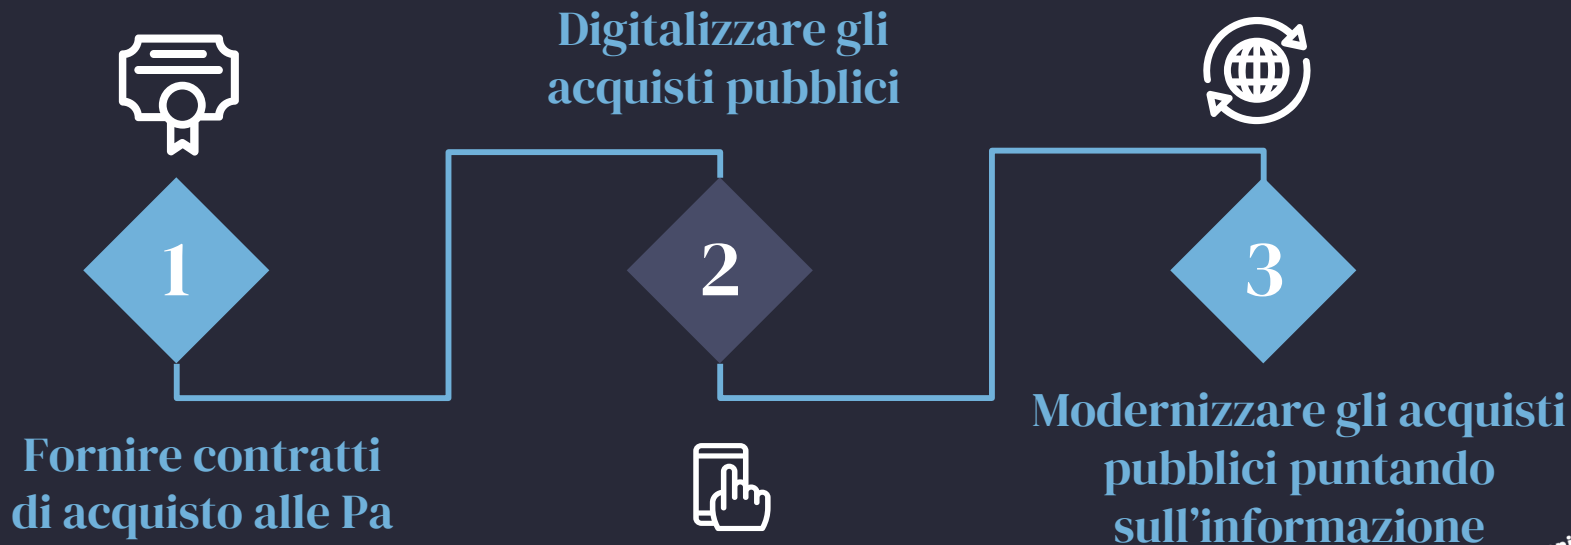 1
Fornire contratti
di acquisto alle Pa
Digitalizzare gli
acquisti pubblici
2
3
Modernizzare gli acquisti
pubblici puntando
sull’informazione